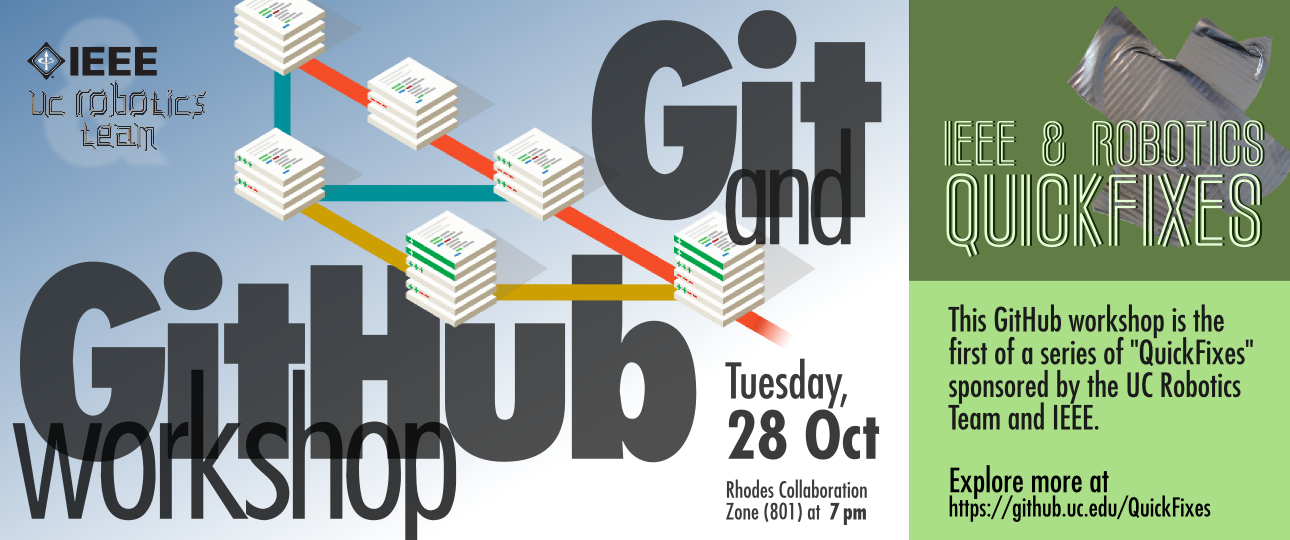 IEEE
uc robotics
team
&
Git
and
GitHub
workshop
Tuesday,
28 Oct
Rhodes Collaboration
Zone (801) at 7 pm
IEEE & ROBOTICS
QUICKFIXES
This GitHub workshop is the
first of a series of "QuickFixes"
sponsored by the UC Robotics
Team and IEEE.
Explore more at
https://github.uc.edu/QuickFixes